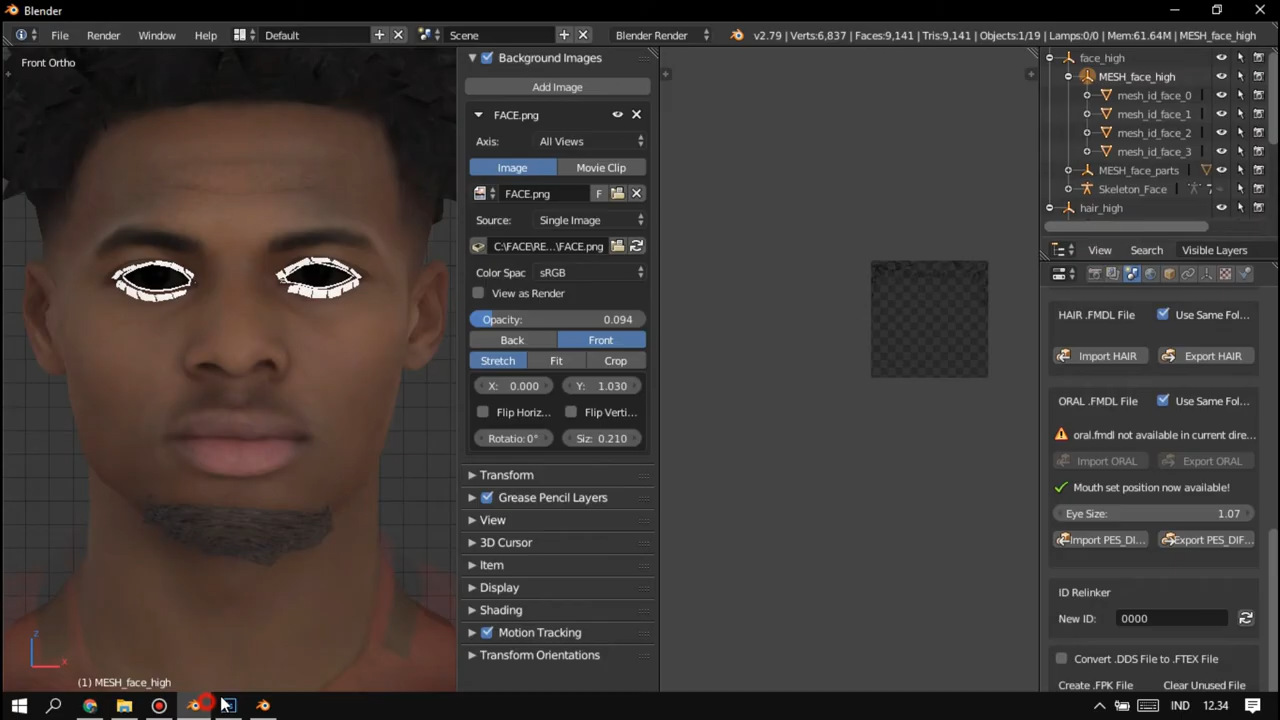 Blender
File Render Window Help Default Scene Blender Render v2.79 | Verts:6,837 | Faces:9,141 | Tris:9,141 | Objects:1/19 | Lamps:0/0 | Mem:61.64M | MESH_face_high
Front Ortho
Background Images
Add Image
FACE.png
Axis: All Views
Image Movie Clip
FACE.png F
Source: Single Image
C:\FACE\RE...\FACE.png
Color Spac sRGB
View as Render
Opacity: 0.094
Back Front
Stretch Fit Crop
X: 0.000 Y: 1.030
Flip Horiz... Flip Verti...
Rotatio: 0° Siz: 0.210
Transform
Grease Pencil Layers
View
3D Cursor
Item
Display
Shading
Motion Tracking
Transform Orientations
z
x
(1) MESH_face_high
face_high
MESH_face_high
mesh_id_face_0
mesh_id_face_1
mesh_id_face_2
mesh_id_face_3
MESH_face_parts
Skeleton_Face
hair_high
View Search Visible Layers
HAIR .FMDL File Use Same Fol...
Import HAIR Export HAIR
ORAL .FMDL File Use Same Fol...
oral.fmdl not available in current dire...
Import ORAL Export ORAL
Mouth set position now available!
Eye Size: 1.07
Import PES_DI... Export PES_DIF...
ID Relinker
New ID: 0000
Convert .DDS File to .FTEX File
Create .FPK File Clear Unused File
IND 12.34